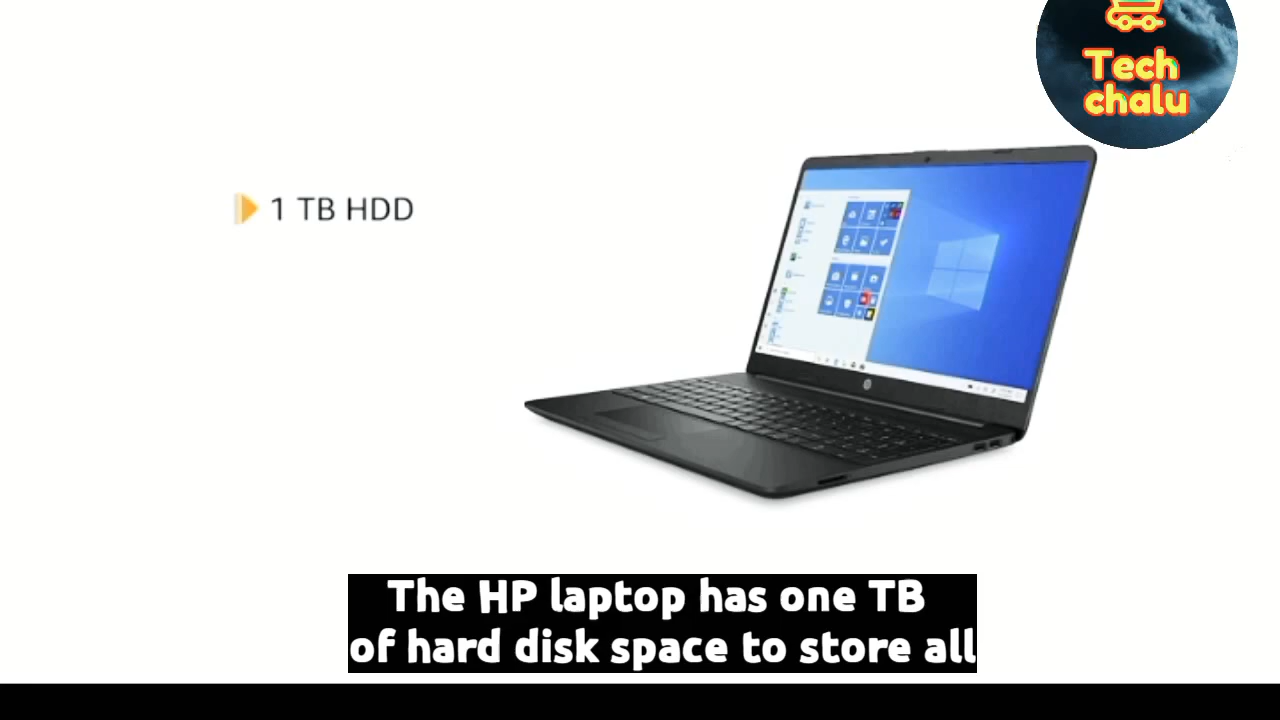 Tech
chalu
1 TB HDD
The HP laptop has one TB
of hard disk space to store all